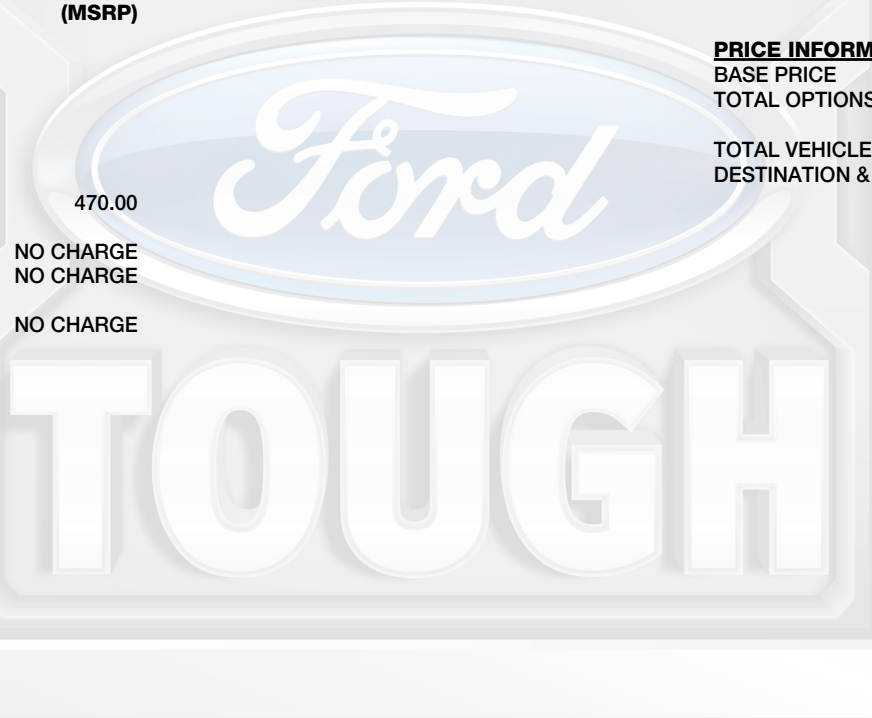 (MSRP)
470.00
NO CHARGE
NO CHARGE
NO CHARGE
PRICE INFORM
BASE PRICE
TOTAL OPTIONS
TOTAL VEHICLE
DESTINATION &
Ford
TOUGH